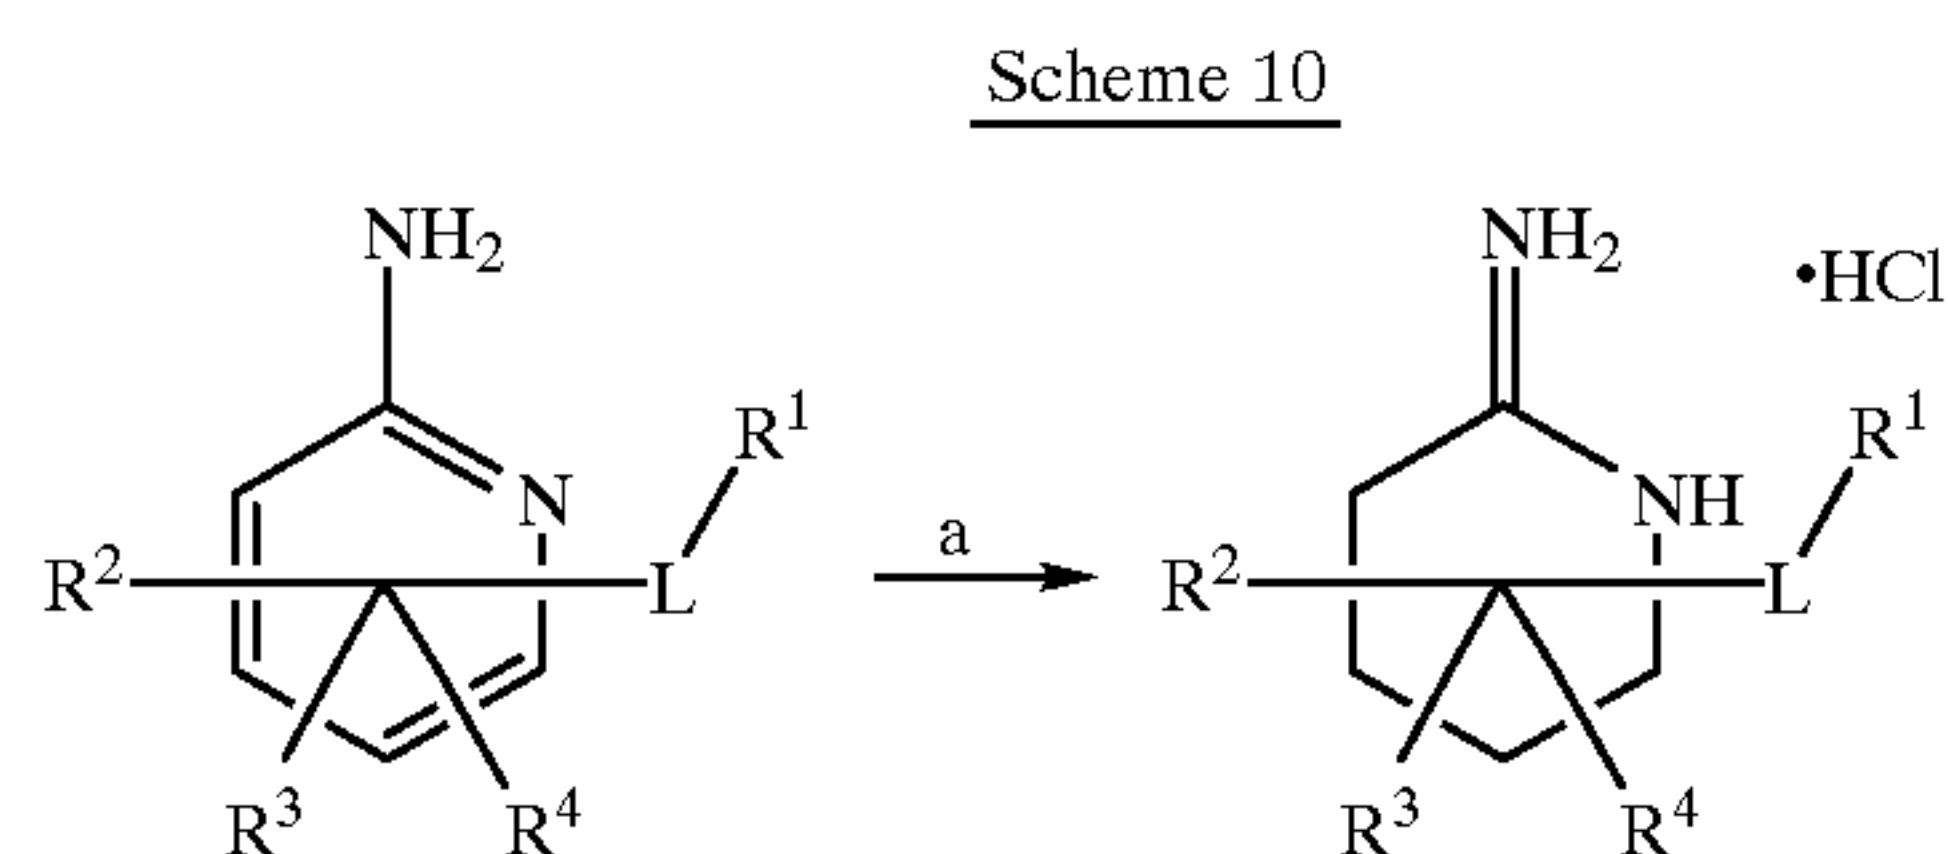 Scheme 10
NH₂ NH₂
•HCl
R¹ R¹
N NH
a
R² L R² L
R³ R⁴ R³ R⁴